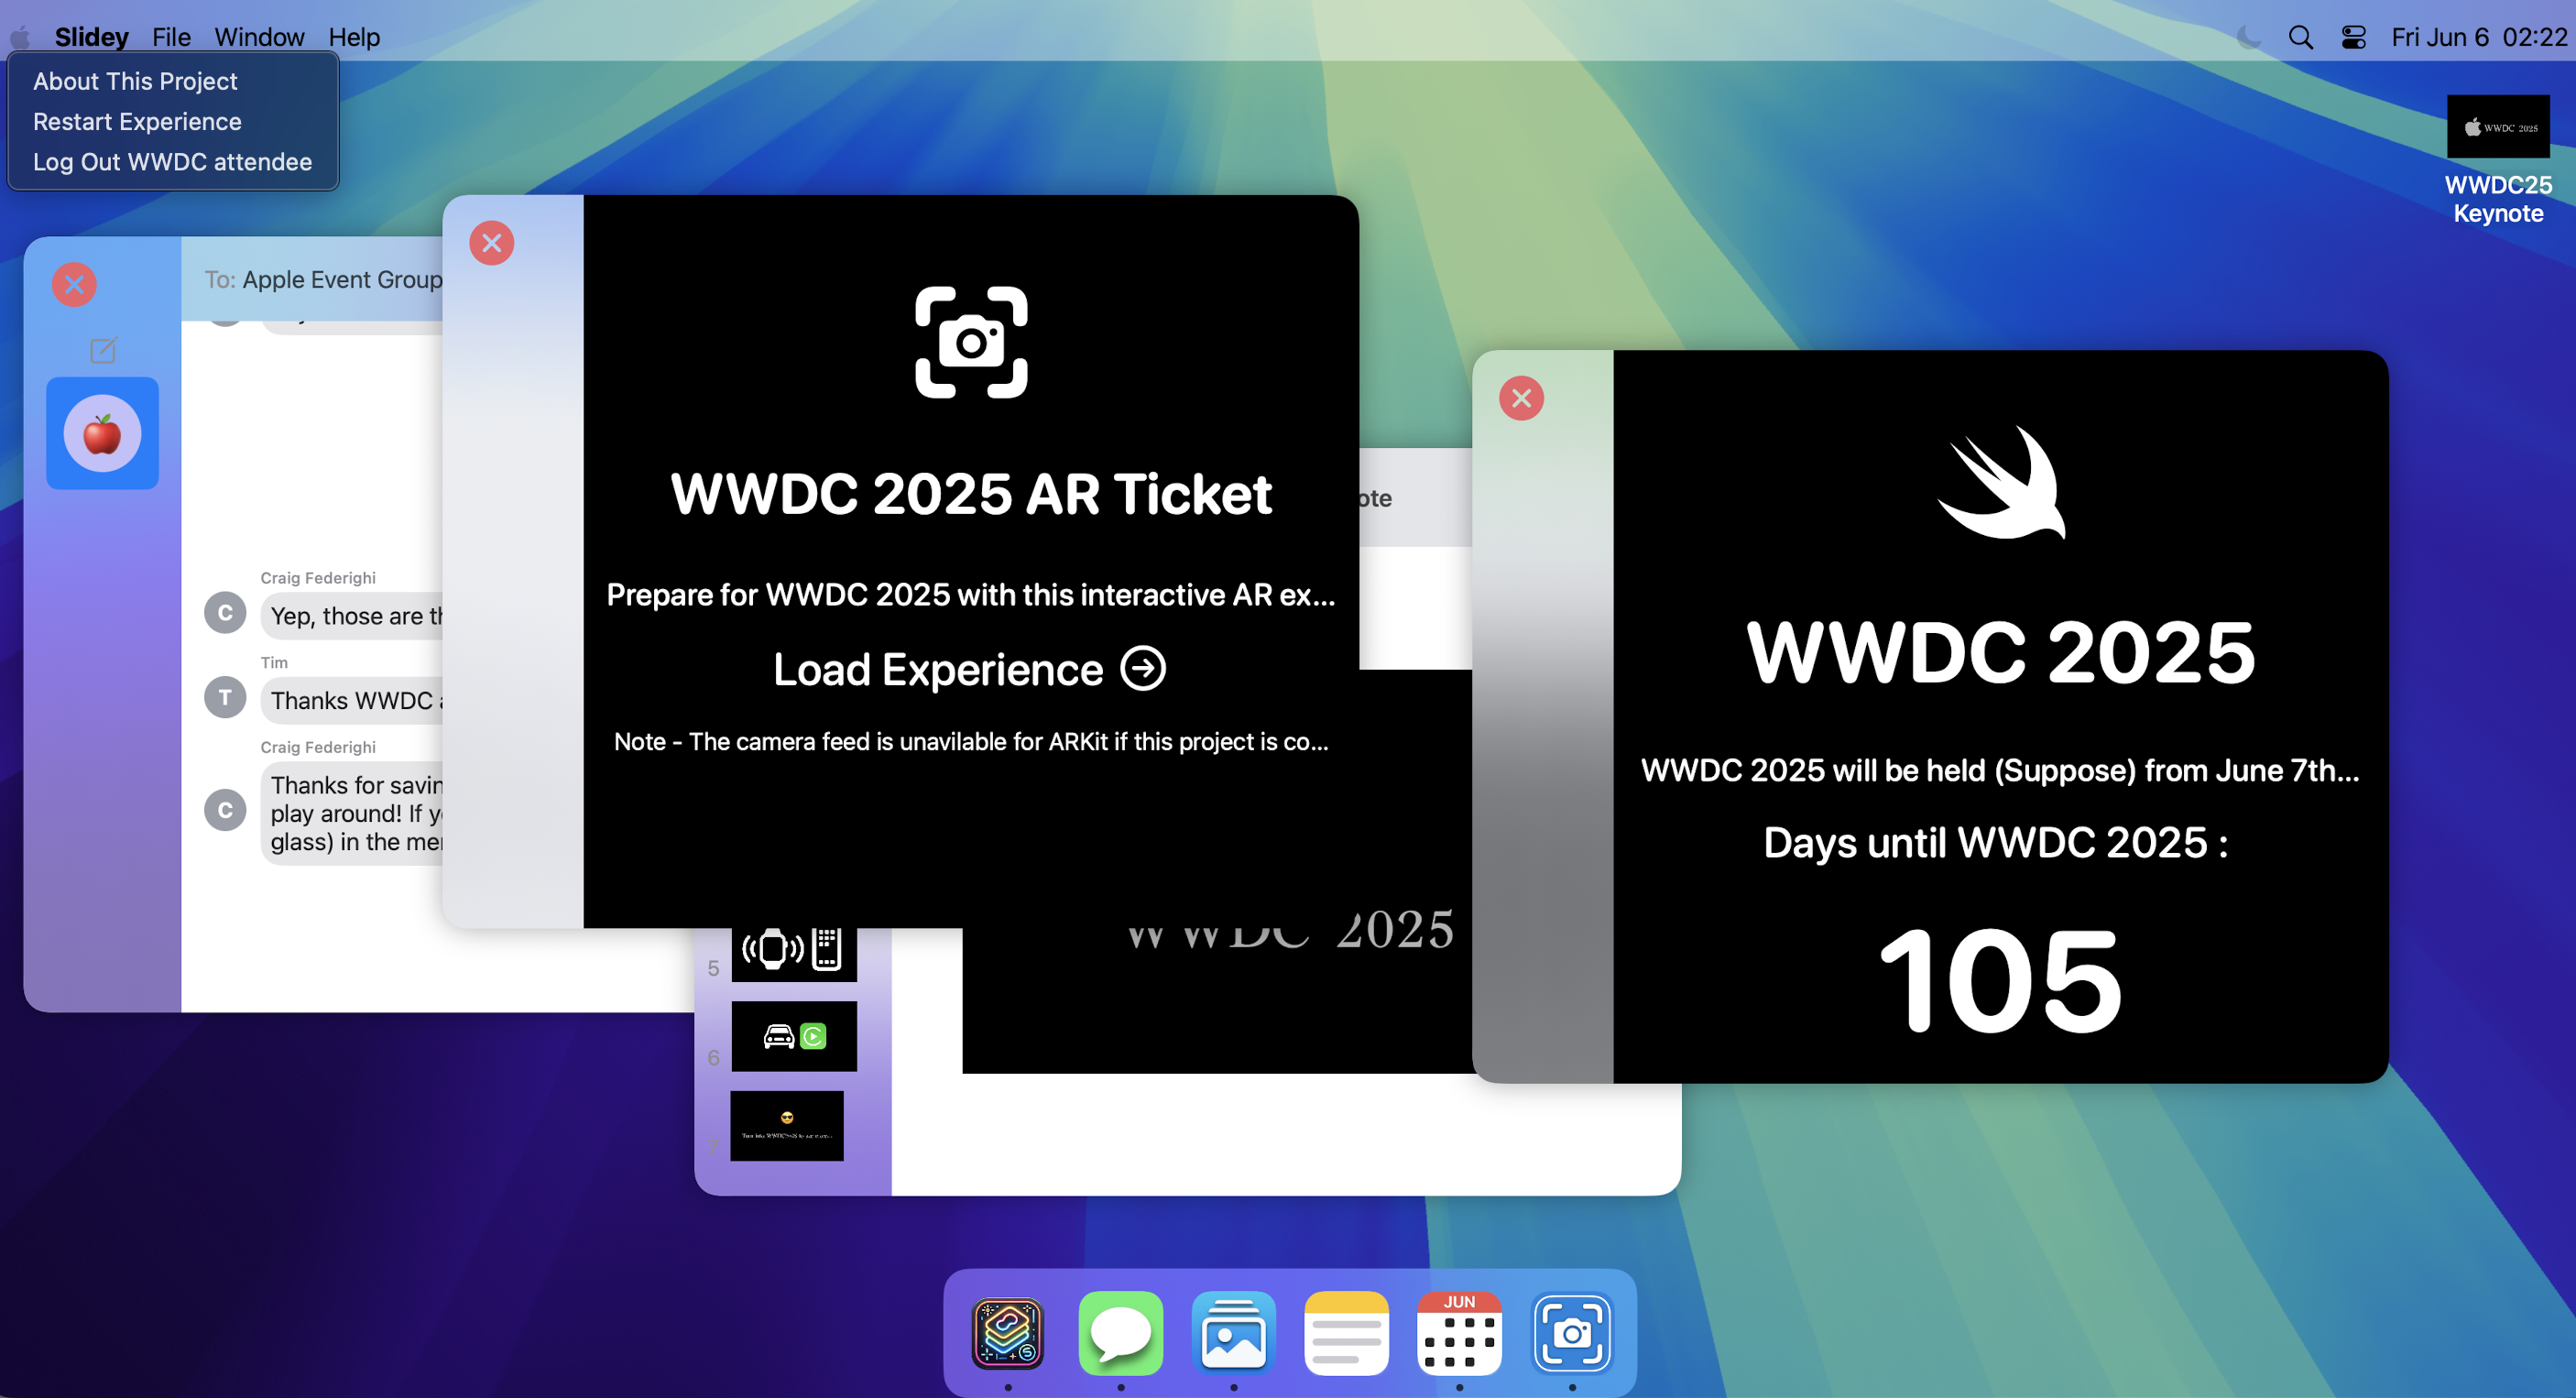 Slidey File Window Help
Fri Jun 6 02:22
About This Project
Restart Experience
Log Out WWDC attendee
WWDC 2025
WWDC25
Keynote
To: Apple Event Group
Craig Federighi
C
Yep, those are th
Tim
T
Thanks WWDC a
Craig Federighi
C
Thanks for savin
play around! If yo
glass) in the me
WWDC 2025 AR Ticket
Prepare for WWDC 2025 with this interactive AR ex...
Load Experience
Note - The camera feed is unavilable for ARKit if this project is co...
ote
WWDC 2025
5
6
7
WWDC 2025
WWDC 2025 will be held (Suppose) from June 7th...
Days until WWDC 2025 :
105
JUN